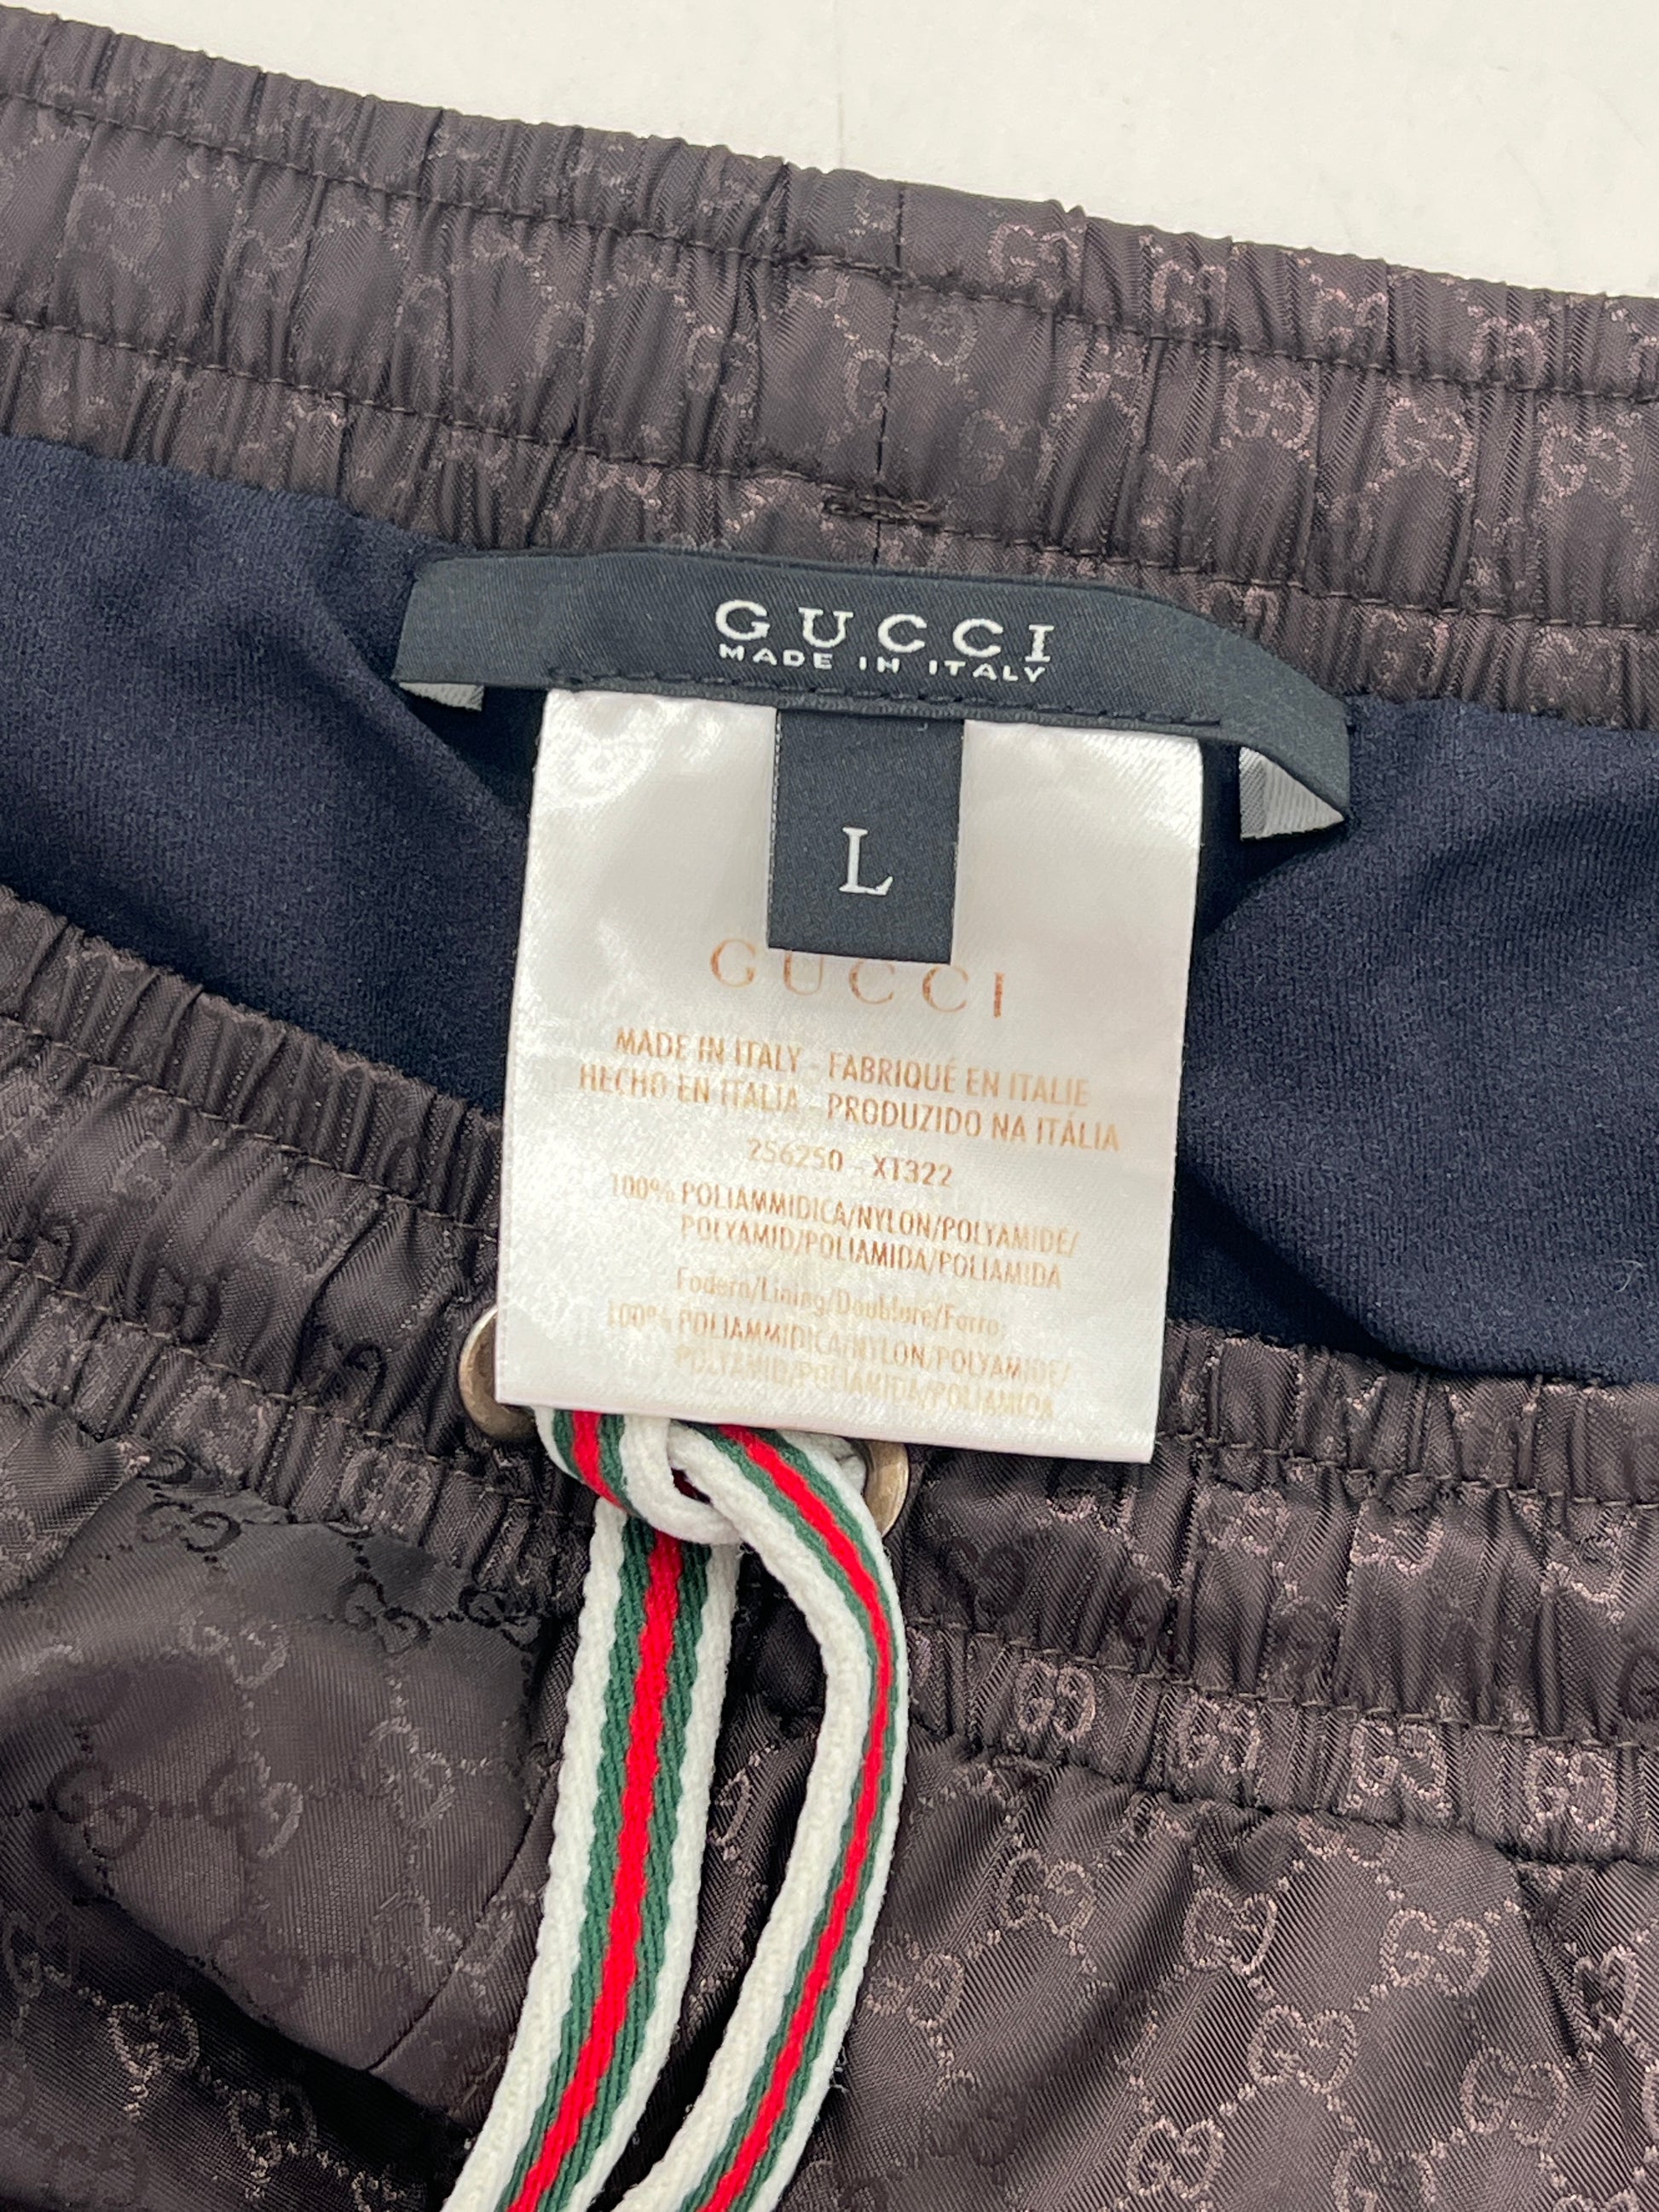 GUCCI
MADE IN ITALY
L
GUCCI
MADE IN ITALY - FABRIQUÉ EN ITALIE
HECHO EN ITALIA - PRODUZIDO NA ITÁLIA
256250 - XT322
100% POLIAMMIDICA/NYLON/POLYAMIDE/
POLYAMID/POLIAMIDA/POLIAMIDA
Fodero/Lining/Doublure/Forro:
100% POLIAMMIDICA/NYLON/POLYAMIDE/
POLYAMID/POLIAMIDA/POLIAMIDA